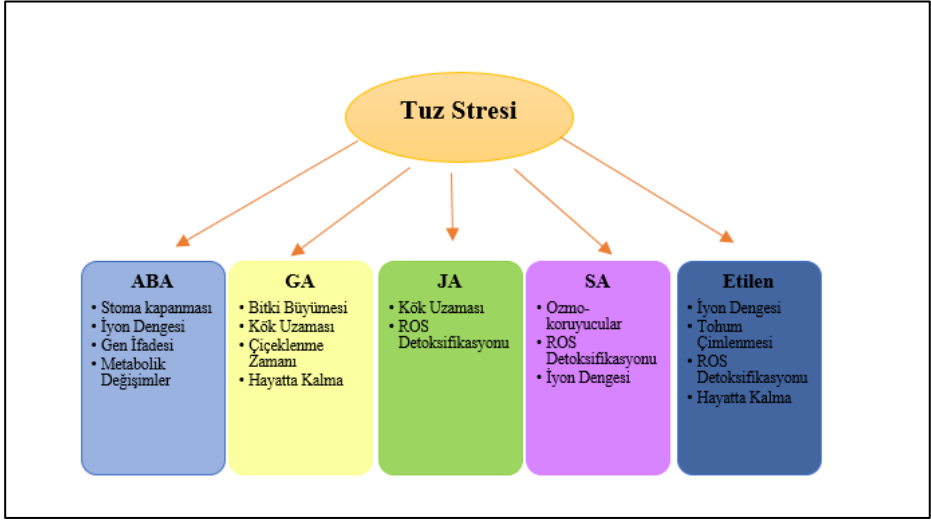 Tuz Stresi
ABA
• Stoma kapanması
• İyon Dengesi
• Gen İfadesi
• Metabolik
Değişimler
GA
• Bitki Büyümesi
• Kök Uzaması
• Çiçeklenme
Zamanı
• Hayatta Kalma
JA
• Kök Uzaması
• ROS
Detoksifikasyonu
SA
• Ozmo-
koruyucular
• ROS
Detoksifikasyonu
• İyon Dengesi
Etilen
• İyon Dengesi
• Tohum
Çimlenmesi
• ROS
Detoksifikasyonu
• Hayatta Kalma